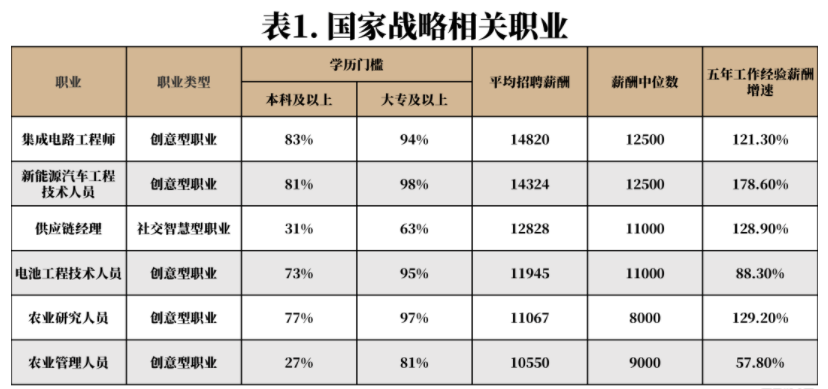 表1. 国家战略相关职业
职业 职业类型 学历门槛 平均招聘薪酬 薪酬中位数 五年工作经验薪酬
增速
本科及以上 大专及以上
集成电路工程师 创意型职业 83% 94% 14820 12500 121.30%
新能源汽车工程
技术人员 创意型职业 81% 98% 14324 12500 178.60%
供应链经理 社交智慧型职业 31% 63% 12828 11000 128.90%
电池工程技术人员 创意型职业 73% 95% 11945 11000 88.30%
农业研究人员 创意型职业 77% 97% 11067 8000 129.20%
农业管理人员 创意型职业 27% 81% 10550 9000 57.80%